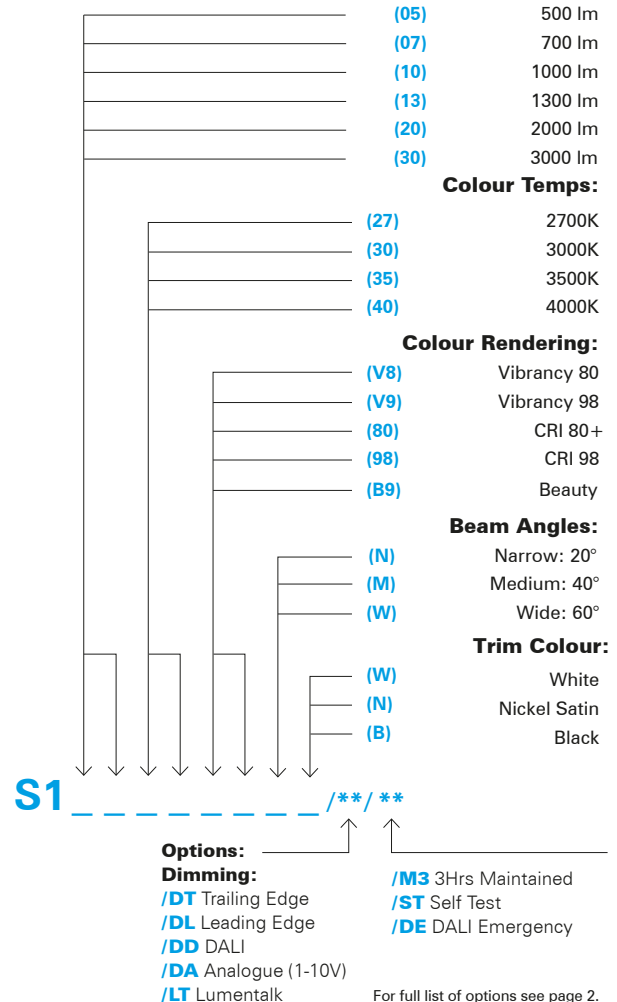 (05) 500 lm
(07) 700 lm
(10) 1000 lm
(13) 1300 lm
(20) 2000 lm
(30) 3000 lm
Colour Temps:
(27) 2700K
(30) 3000K
(35) 3500K
(40) 4000K
Colour Rendering:
(V8) Vibrancy 80
(V9) Vibrancy 98
(80) CRI 80+
(98) CRI 98
(B9) Beauty
Beam Angles:
(N) Narrow: 20°
(M) Medium: 40°
(W) Wide: 60°
Trim Colour:
(W) White
(N) Nickel Satin
(B) Black
S1 _ _ _ _ _ _ _ _ /**/ **
Options:
Dimming:
/DT Trailing Edge
/DL Leading Edge
/DD DALI
/DA Analogue (1-10V)
/LT Lumentalk
/M3 3Hrs Maintained
/ST Self Test
/DE DALI Emergency
For full list of options see page 2.